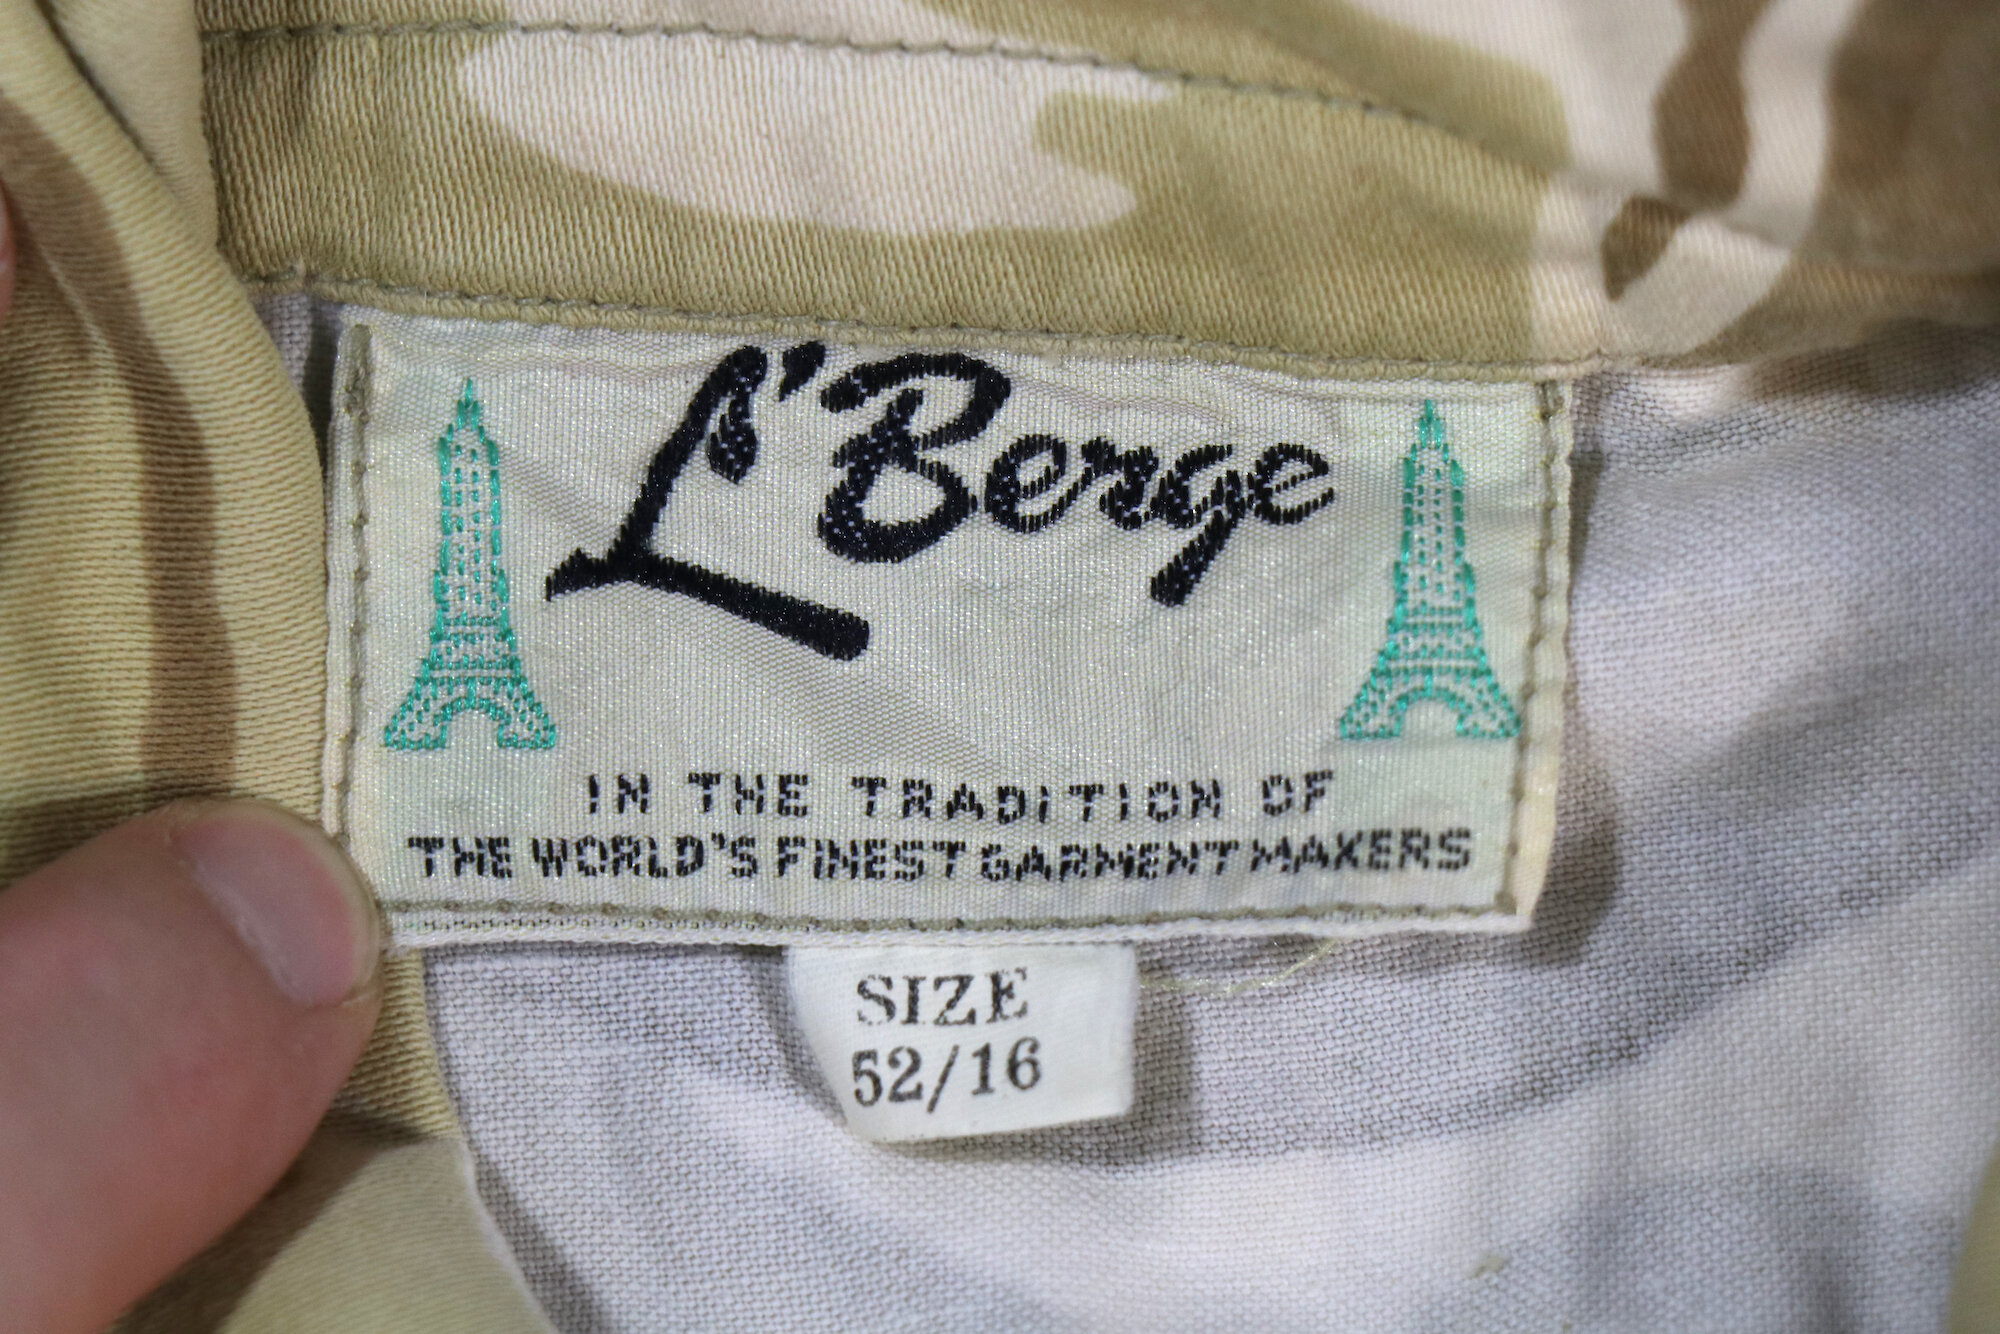 L'Berge
IN THE TRADITION OF
THE WORLD'S FINEST GARMENT MAKERS
SIZE
52/16